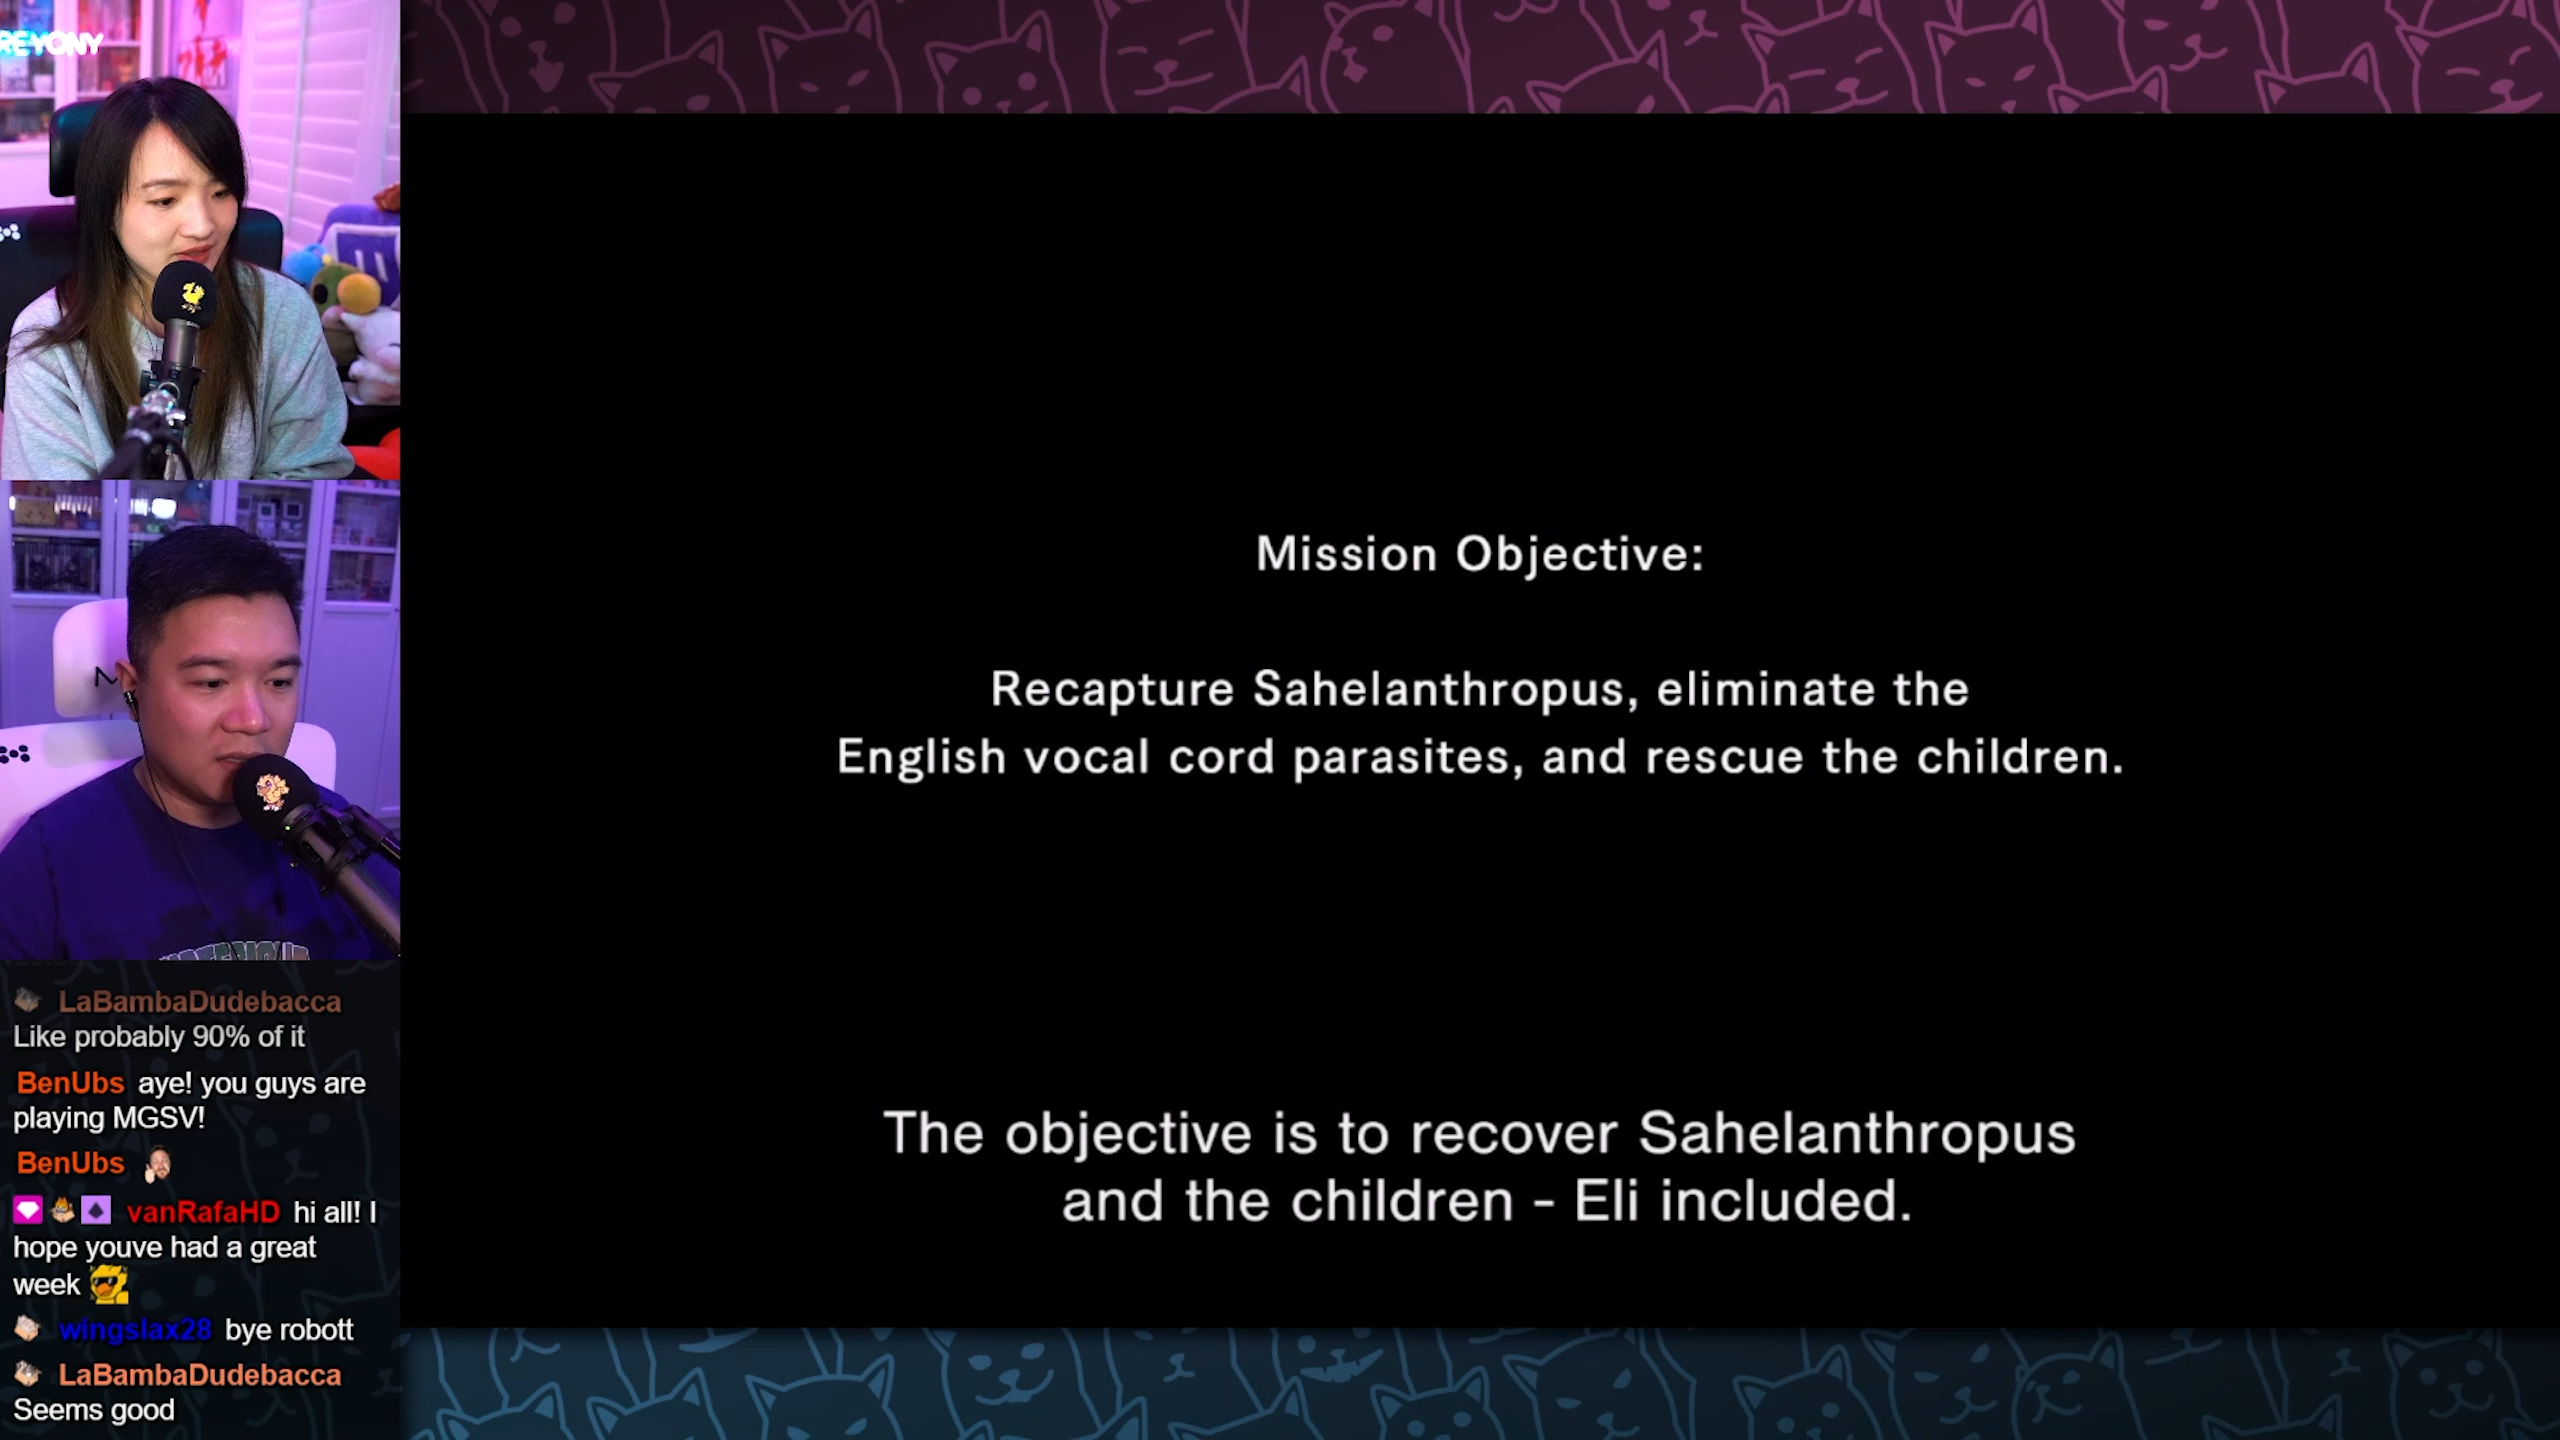 REYONY
LaBambaDudebacca
Like probably 90% of it
BenUbs aye! you guys are
playing MGSV!
BenUbs
vanRafaHD hi all! I
hope youve had a great
week
wingslax28 bye robott
LaBambaDudebacca
Seems good
Mission Objective:
Recapture Sahelanthropus, eliminate the
English vocal cord parasites, and rescue the children.
The objective is to recover Sahelanthropus
and the children - Eli included.